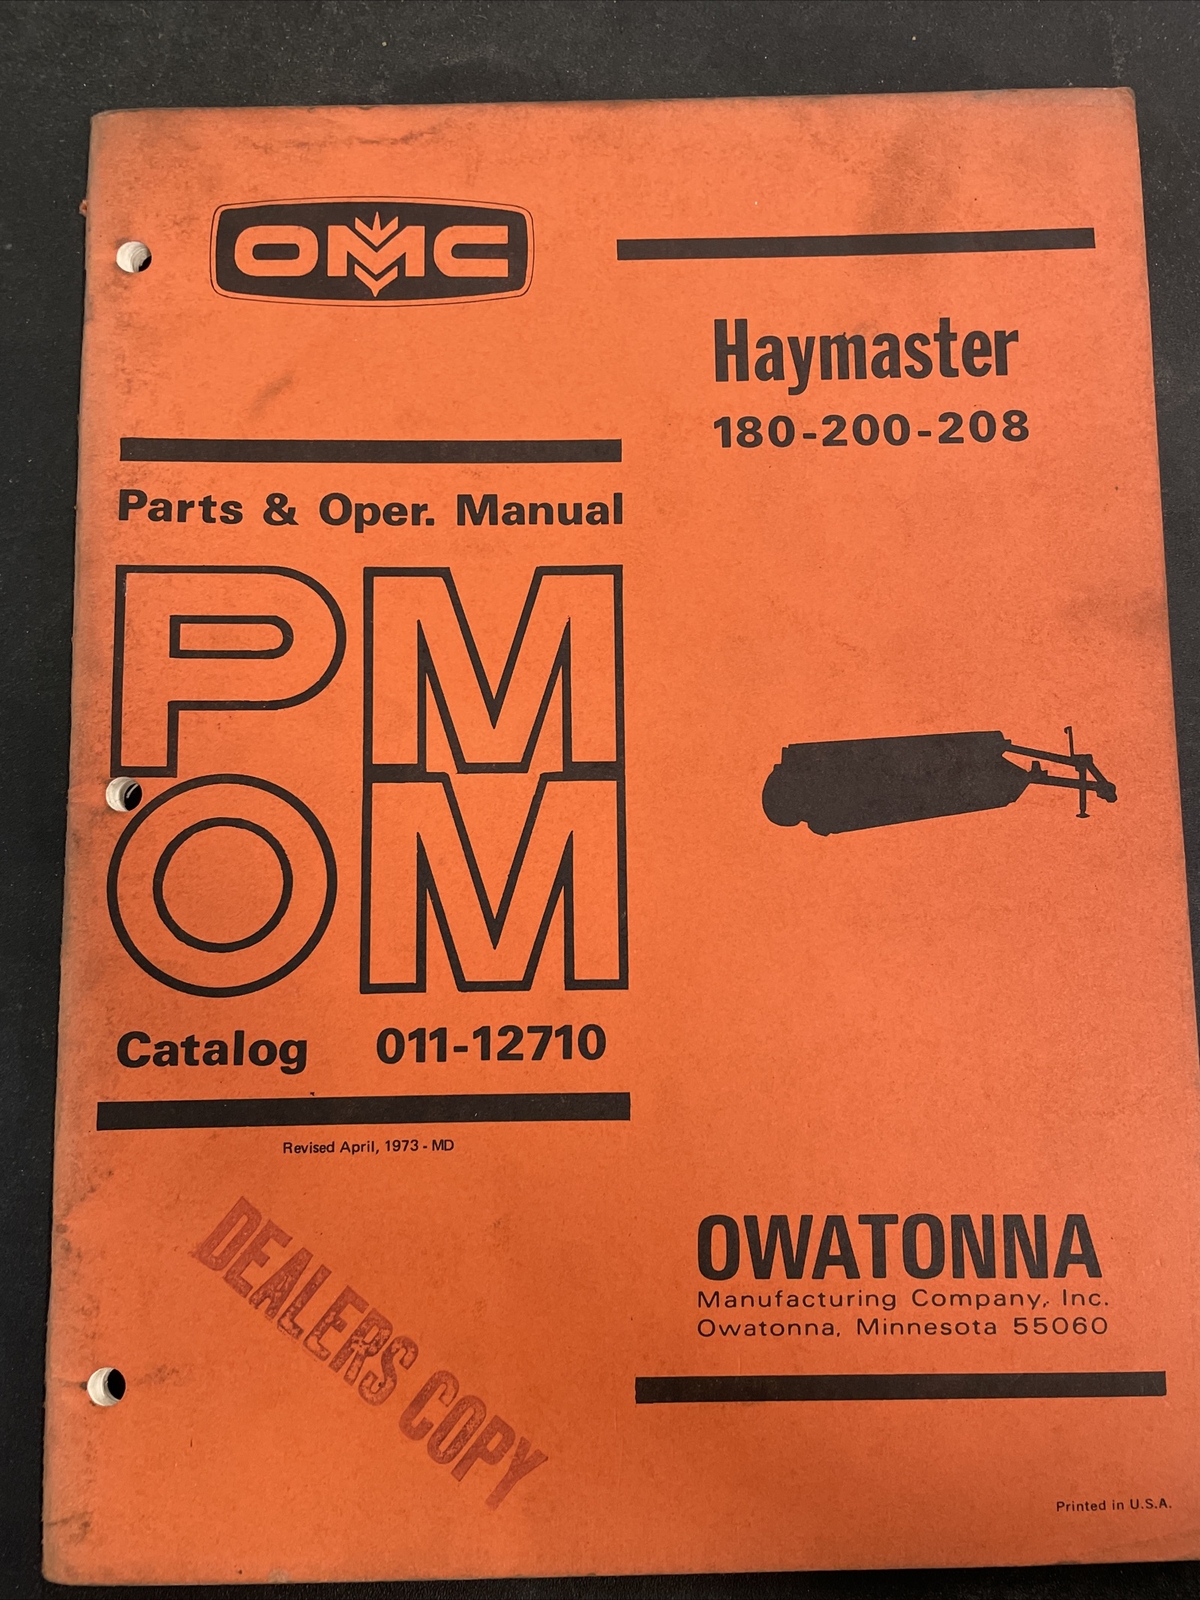 OMC
Haymaster
180-200-208
Parts & Oper. Manual
PM
OM
Catalog 011-12710
Revised April, 1973 - MD
DEALERS COPY
OWATONNA
Manufacturing Company, Inc.
Owatonna, Minnesota 55060
Printed in U.S.A.